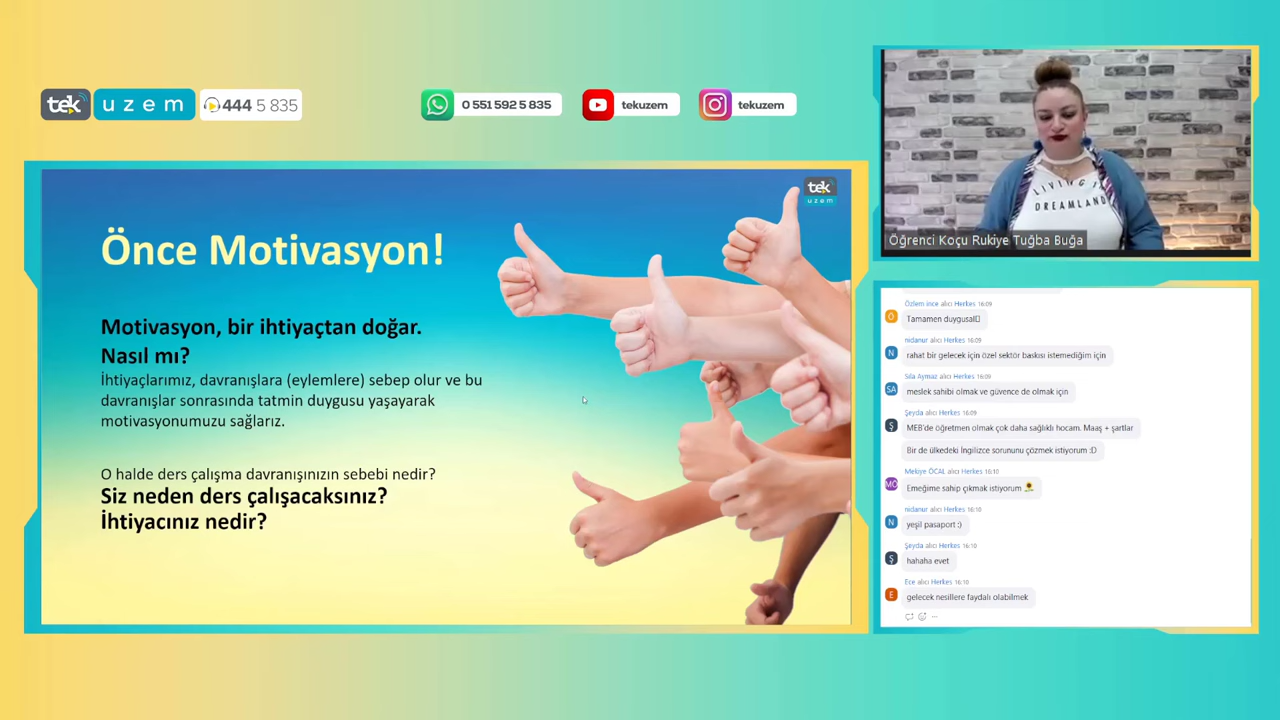 tek uzem 444 5 835
0 551 592 5 835
tekuzem
tekuzem
tek
uzem
Önce Motivasyon!
Motivasyon, bir ihtiyaçtan doğar.
Nasıl mı?
İhtiyaçlarımız, davranışlara (eylemlere) sebep olur ve bu
davranışlar sonrasında tatmin duygusu yaşayarak
motivasyonumuzu sağlarız.
O halde ders çalışma davranışınızın sebebi nedir?
Siz neden ders çalışacaksınız?
İhtiyacınız nedir?
LIVING
DREAMLAND
Öğrenci Koçu Rukiye Tuğba Buğa
Özlem ince alıcı Herkes 16:09
Ö
Tamamen duygusal
nidanur alıcı Herkes 16:09
N
rahat bir gelecek için özel sektör baskısı istemediğim için
Sıla Aymaz alıcı Herkes 16:09
SA
meslek sahibi olmak ve güvence de olmak için
Şeyda alıcı Herkes 16:09
Ş
MEB'de öğretmen olmak çok daha sağlıklı hocam. Maaş + şartlar
Bir de ülkedeki İngilizce sorununu çözmek istiyorum :D
Mekiye ÖCAL alıcı Herkes 16:10
MÖ
Emeğime sahip çıkmak istiyorum 🌻
nidanur alıcı Herkes 16:10
N
yeşil pasaport :)
Şeyda alıcı Herkes 16:10
Ş
hahaha evet
Ece alıcı Herkes 16:10
E
gelecek nesillere faydalı olabilmek